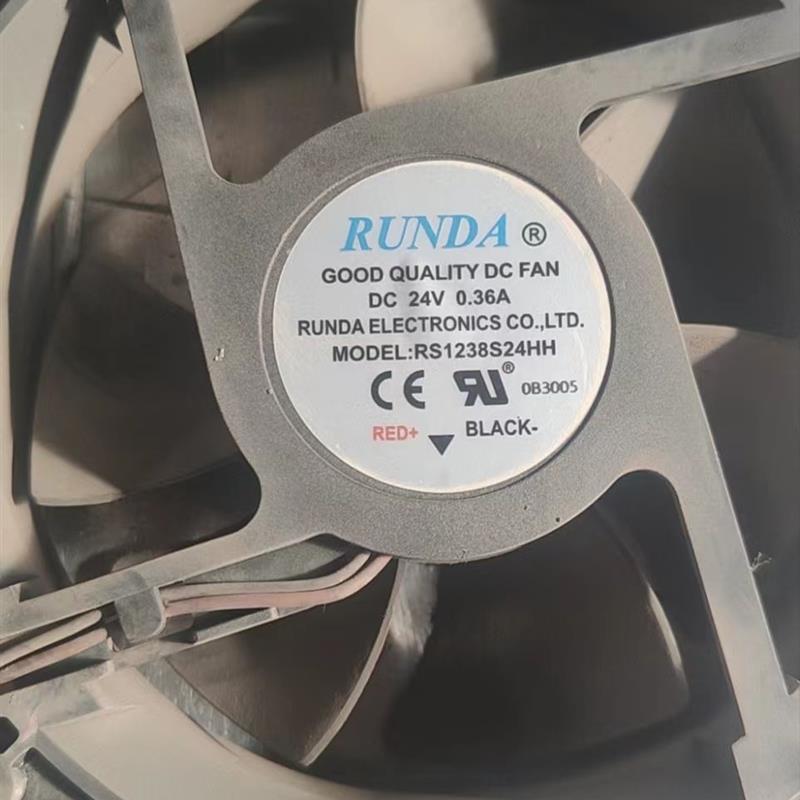 RUNDA ®
GOOD QUALITY DC FAN
DC 24V 0.36A
RUNDA ELECTRONICS CO.,LTD.
MODEL:RS1238S24HH
CE RU® 0B3005
RED+ BLACK-